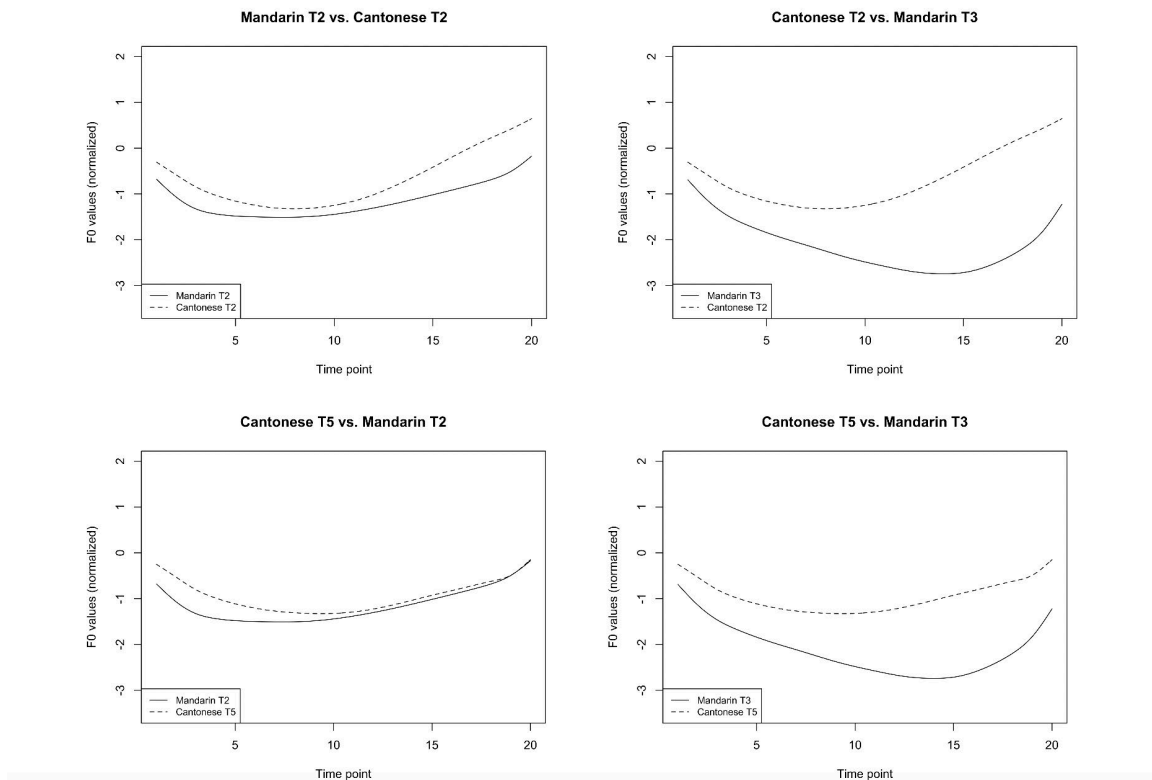 Mandarin T2 vs. Cantonese T2
F0 values (normalized)
2
1
0
-1
-2
-3
Mandarin T2
Cantonese T2
5 10 15 20
Time point
Cantonese T2 vs. Mandarin T3
F0 values (normalized)
2
1
0
-1
-2
-3
Mandarin T3
Cantonese T2
5 10 15 20
Time point
Cantonese T5 vs. Mandarin T2
F0 values (normalized)
2
1
0
-1
-2
-3
Mandarin T2
Cantonese T5
5 10 15 20
Time point
Cantonese T5 vs. Mandarin T3
F0 values (normalized)
2
1
0
-1
-2
-3
Mandarin T3
Cantonese T5
5 10 15 20
Time point